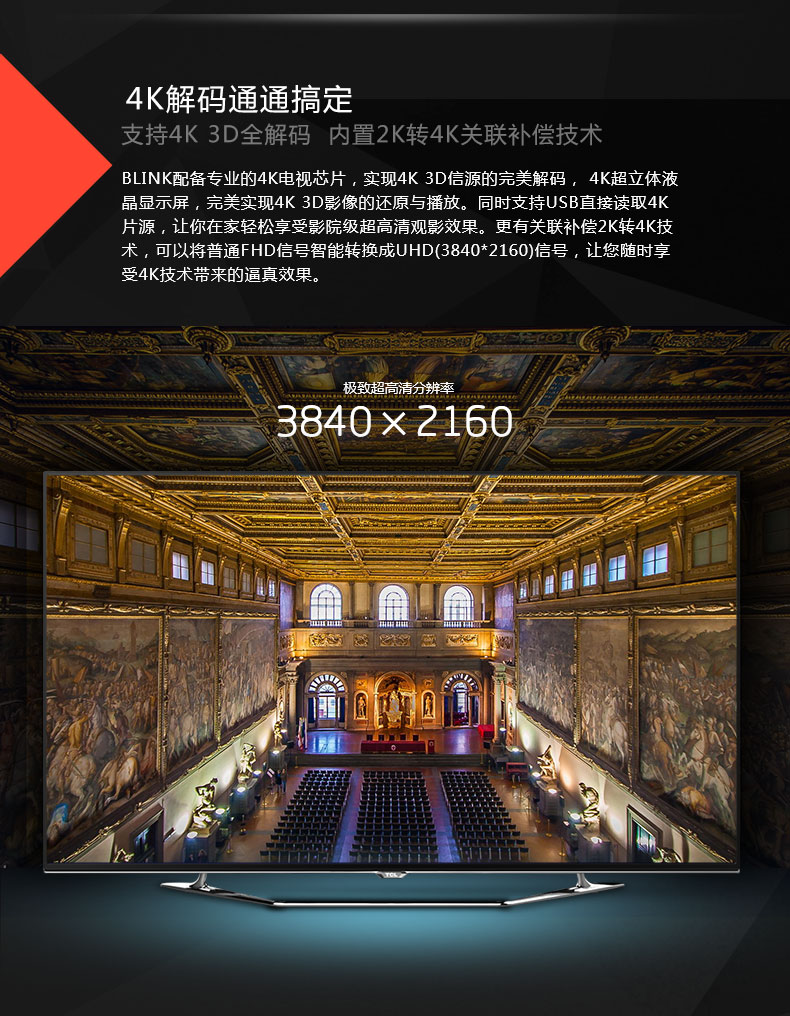 4K解码通通搞定
支持4K 3D全解码 内置2K转4K关联补偿技术
BLINK配备专业的4K电视芯片，实现4K 3D信源的完美解码， 4K超立体液
晶显示屏，完美实现4K 3D影像的还原与播放。同时支持USB直接读取4K
片源，让你在家轻松享受影院级超高清观影效果。更有关联补偿2K转4K技
术，可以将普通FHD信号智能转换成UHD(3840*2160)信号，让您随时享
受4K技术带来的逼真效果。
极致超高清分辨率
3840×2160
TCL